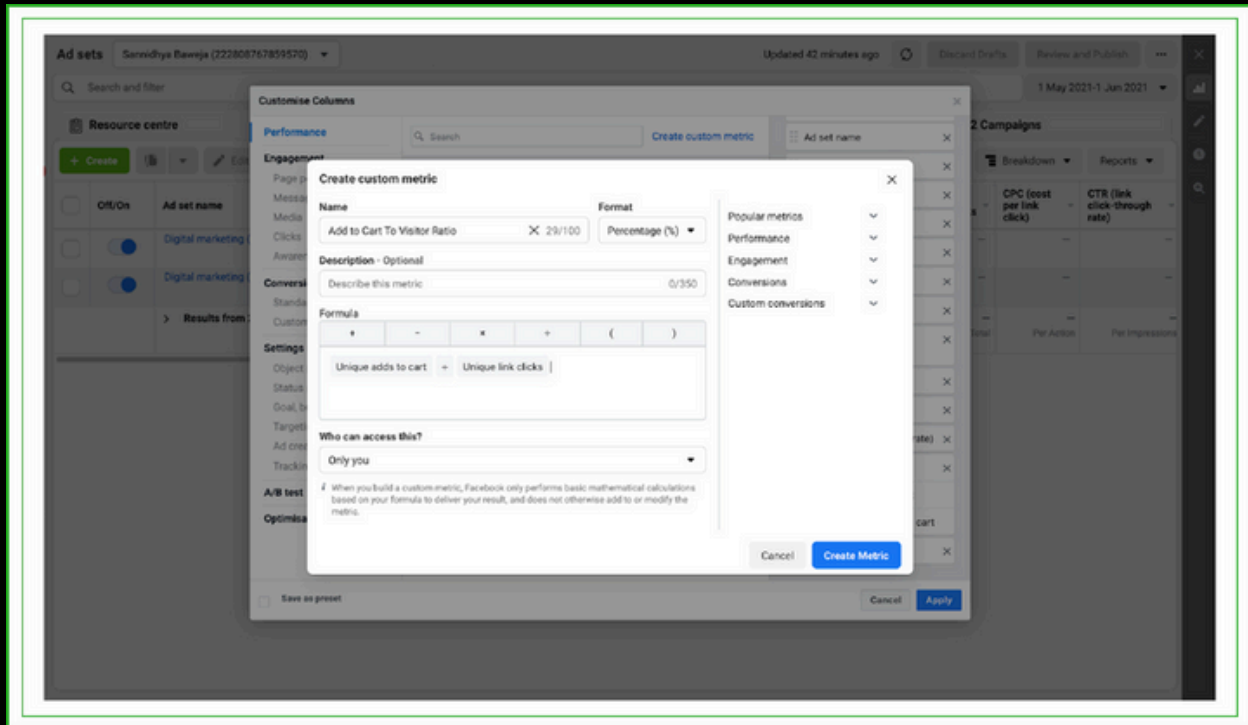 Ad sets Sannidhya Baweja (222808767859570) Updated 42 minutes ago Discard Drafts Review and Publish
Search and filter 1 May 2021-1 Jun 2021
Customise Columns
Resource centre 2 Campaigns
Performance Search Create custom metric Ad set name
+ Create Breakdown Reports
Engagement
Create custom metric
Off/On Ad set name CPC (cost per link click) CTR (link click-through rate)
Media
Clicks
Name Format
Add to Cart To Visitor Ratio 29/100 Percentage (%)
Description - Optional
Describe this metric 0/350
Formula
+ - × ÷ ( )
Unique adds to cart ÷ Unique link clicks
Popular metrics
Performance
Engagement
Conversions
Custom conversions
Digital marketing (
Digital marketing (
Results from
Per Action Per Impressions
Settings
Object
Status
Who can access this?
Only you
When you build a custom metric, Facebook only performs basic mathematical calculations
based on your formula to deliver your result, and does not otherwise add to or modify the
metric.
A/B test
rate)
cart
Cancel Create Metric
Save as preset Cancel Apply